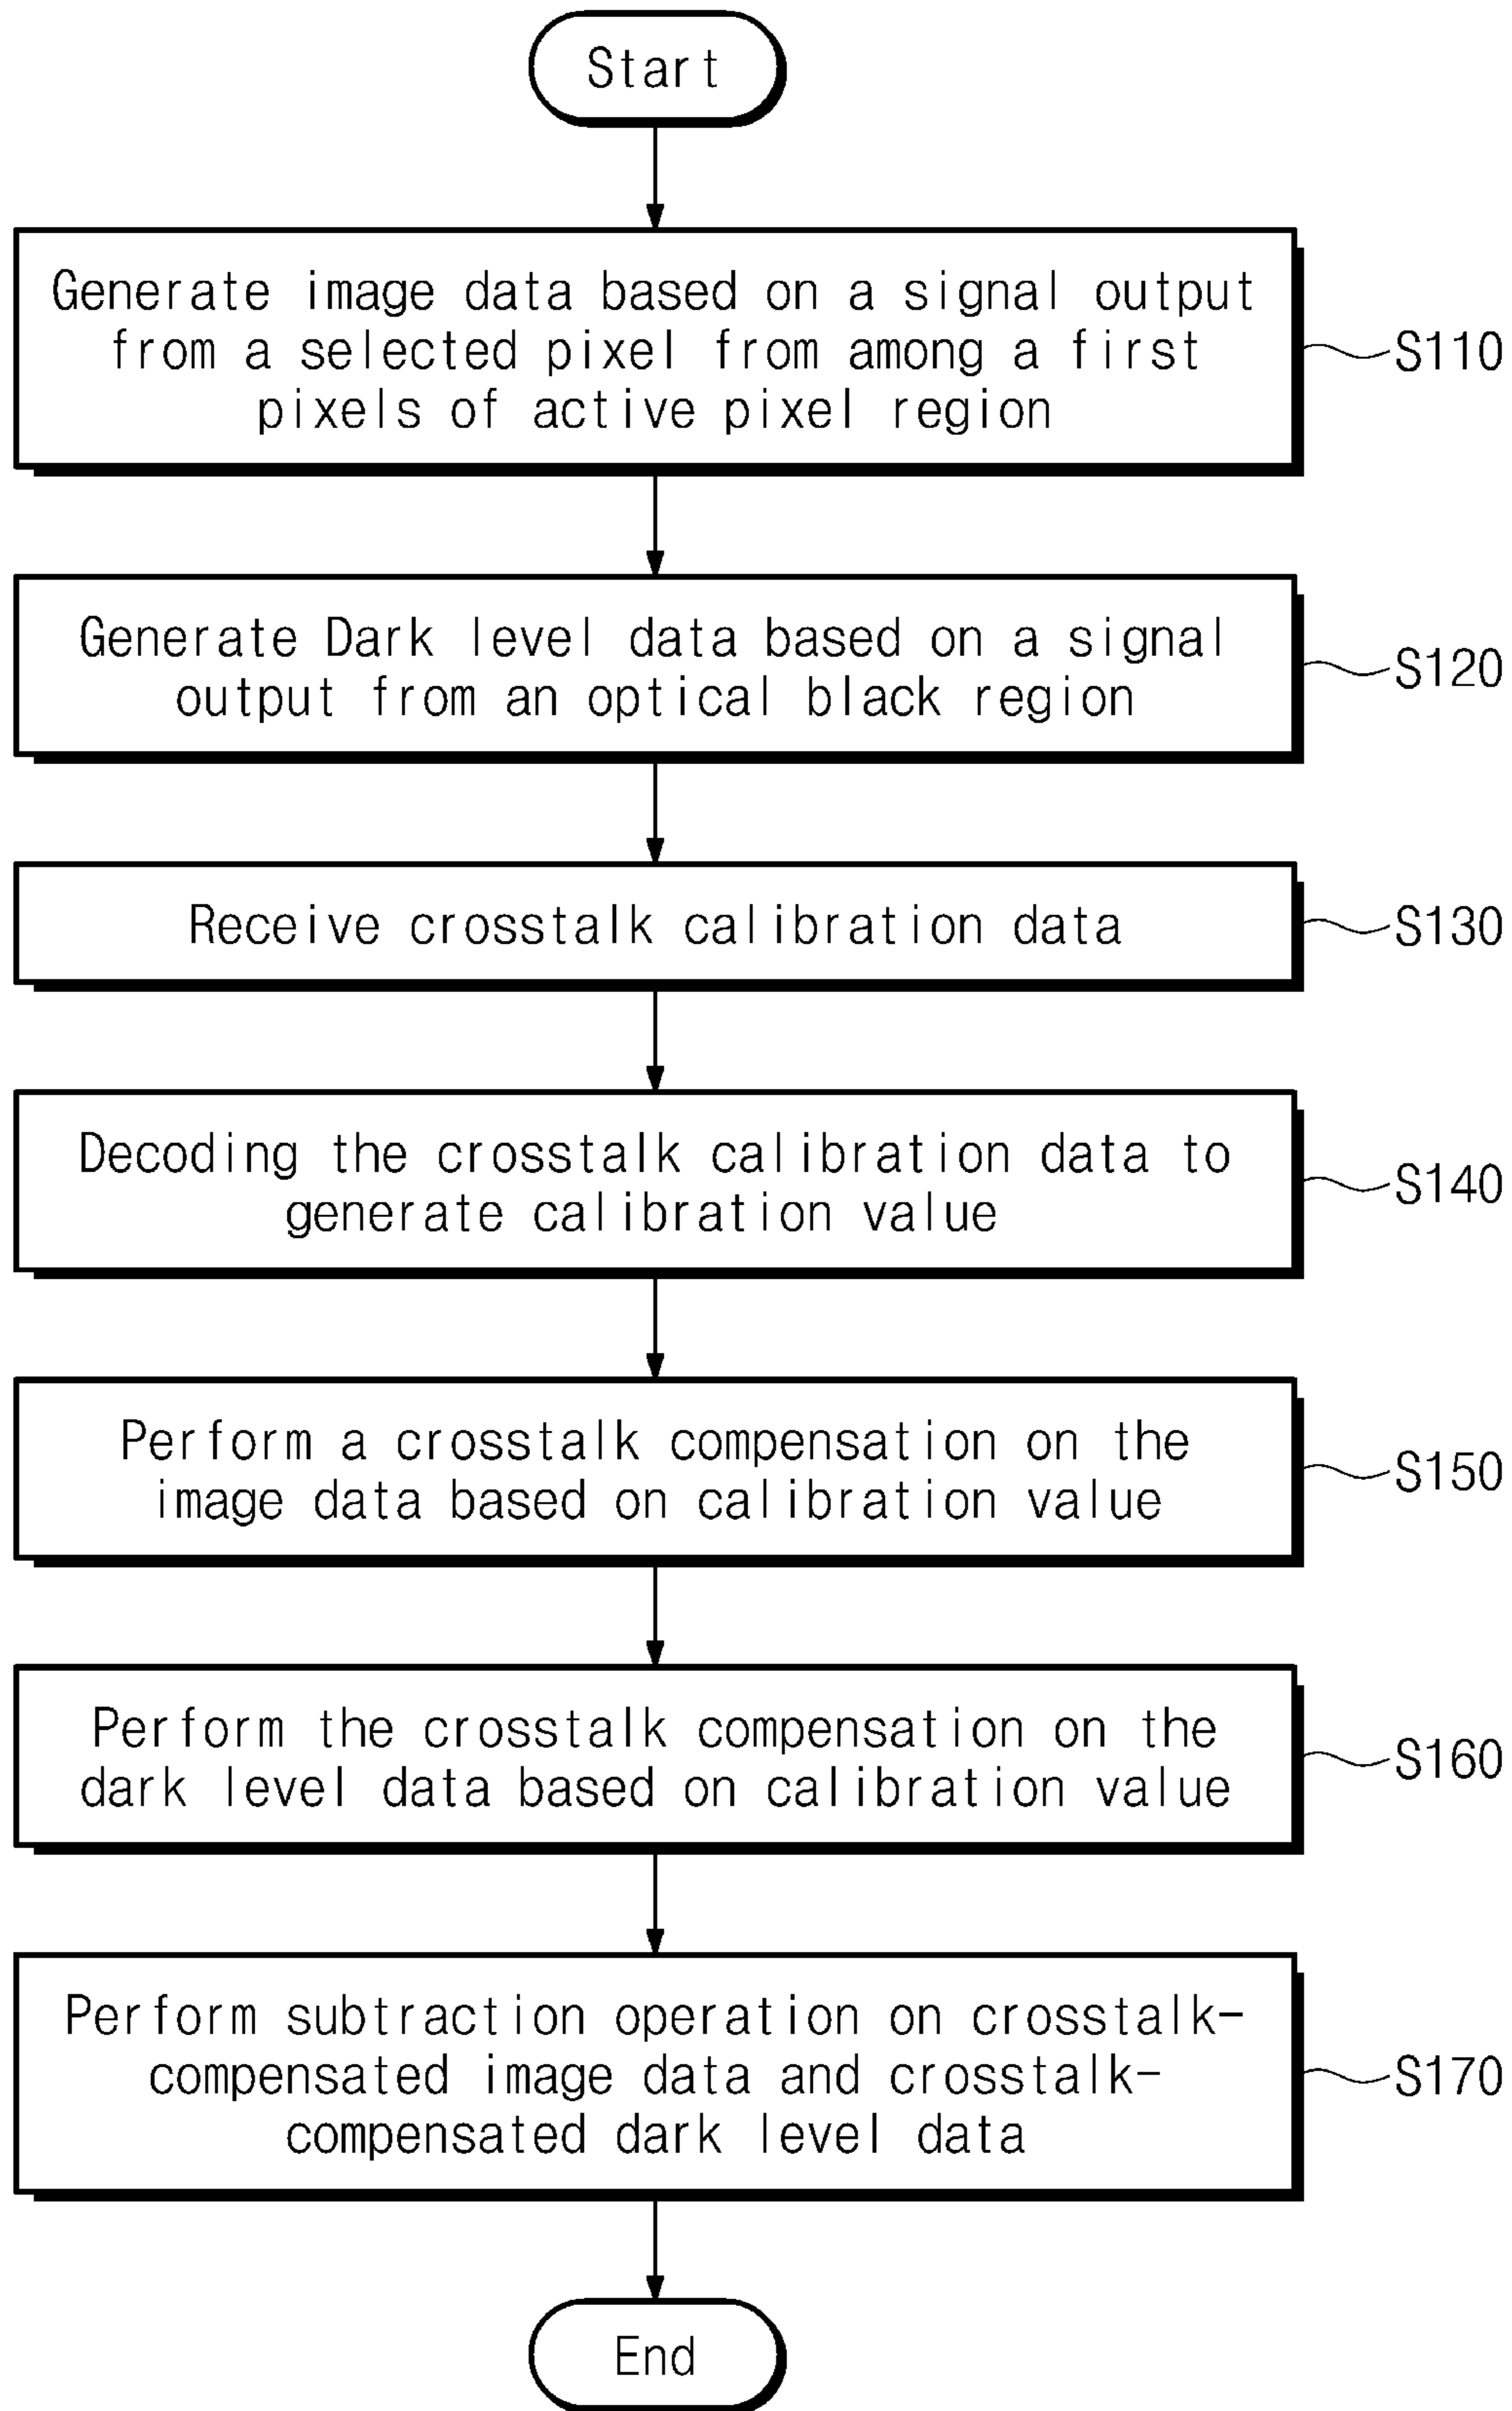 Start
Generate image data based on a signal output
from a selected pixel from among a first
pixels of active pixel region
S110
Generate Dark level data based on a signal
output from an optical black region
S120
Receive crosstalk calibration data
S130
Decoding the crosstalk calibration data to
generate calibration value
S140
Perform a crosstalk compensation on the
image data based on calibration value
S150
Perform the crosstalk compensation on the
dark level data based on calibration value
S160
Perform subtraction operation on crosstalk-
compensated image data and crosstalk-
compensated dark level data
S170
End